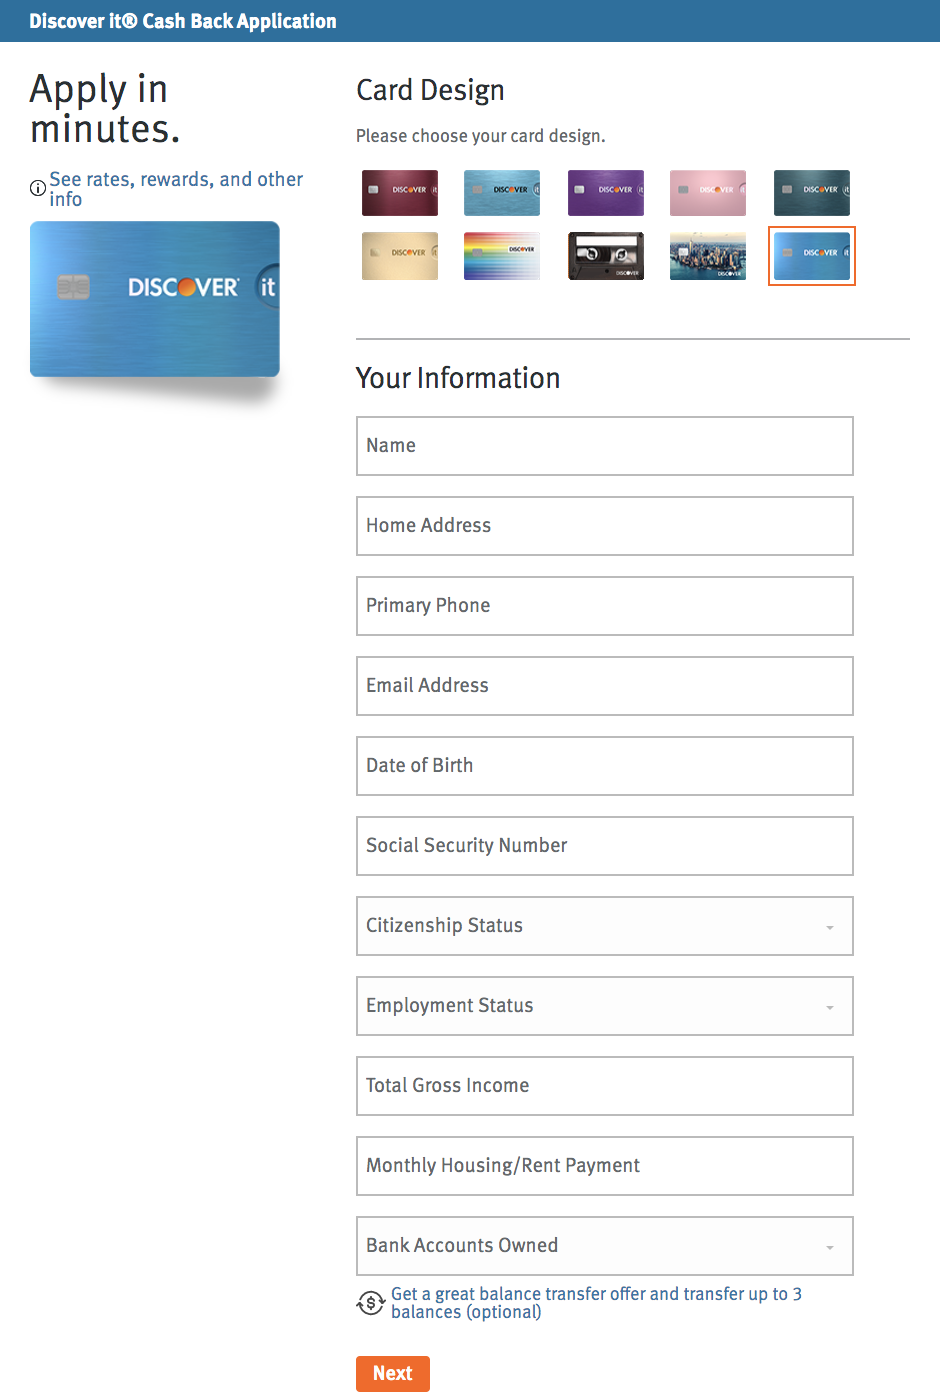 Discover it® Cash Back Application
Apply in
minutes.
See rates, rewards, and other
info
DISCOVER it
Card Design
Please choose your card design.
DISCOVER it
DISCOVER it
DISCOVER it
DISCOVER it
DISCOVER it
DISCOVER it
DISCOVER
DISCOVER
DISCOVER
DISCOVER it
Your Information
Name
Home Address
Primary Phone
Email Address
Date of Birth
Social Security Number
Citizenship Status
Employment Status
Total Gross Income
Monthly Housing/Rent Payment
Bank Accounts Owned
Get a great balance transfer offer and transfer up to 3
balances (optional)
Next